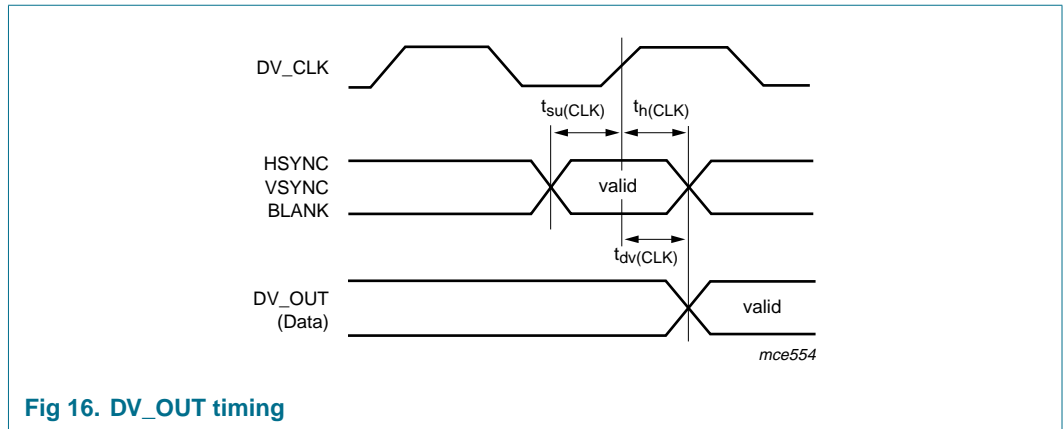 DV_CLK
tsu(CLK)
th(CLK)
HSYNC
VSYNC
BLANK
valid
tdv(CLK)
DV_OUT
(Data)
valid
mce554
Fig 16. DV_OUT timing